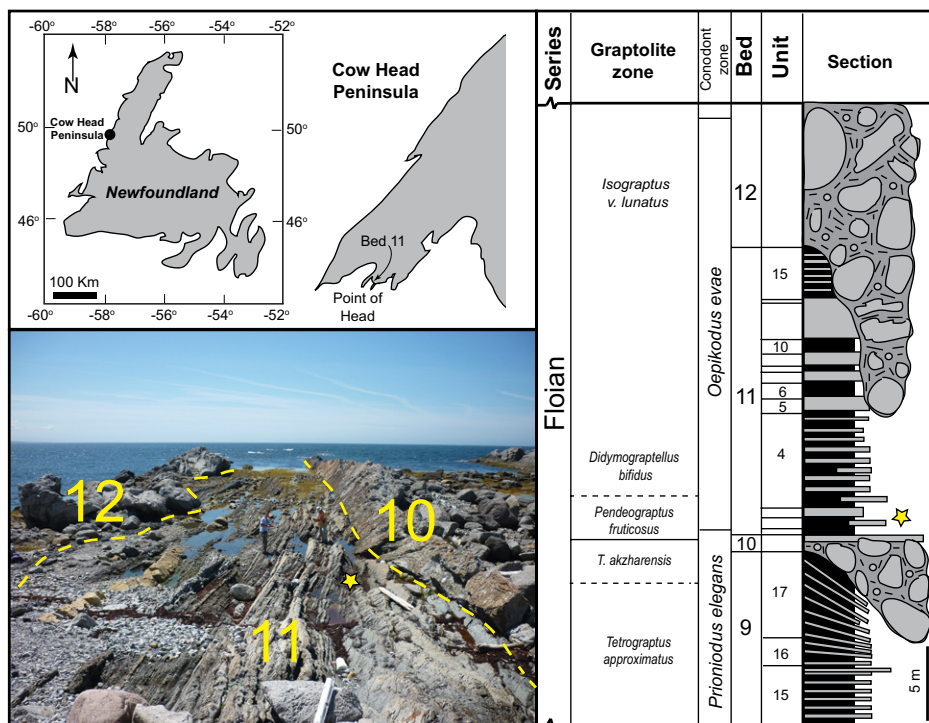 -60° -58° -56° -54° -52°
N
50°
50°
Cow Head
Peninsula
Newfoundland
46°
46°
100 Km
-60° -58° -56° -54° -52°
Cow Head
Peninsula
Bed 11
Point of
Head
12
10
11
Series
Graptolite
zone
Conodont
zone
Bed
Unit
Section
Floian
Isograptus
v. lunatus
Didymograptellus
bifidus
Pendeograptus
fruticosus
T. akzharensis
Tetrograptus
approximatus
Oepikodus evae
Prioniodus elegans
12
11
10
9
15
10
6
5
4
17
16
15
5 m